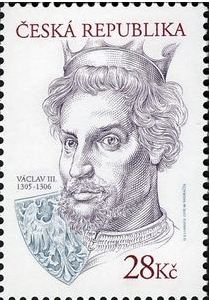 ČESKÁ REPUBLIKA
VÁCLAV III.
1305-1306
28Kč